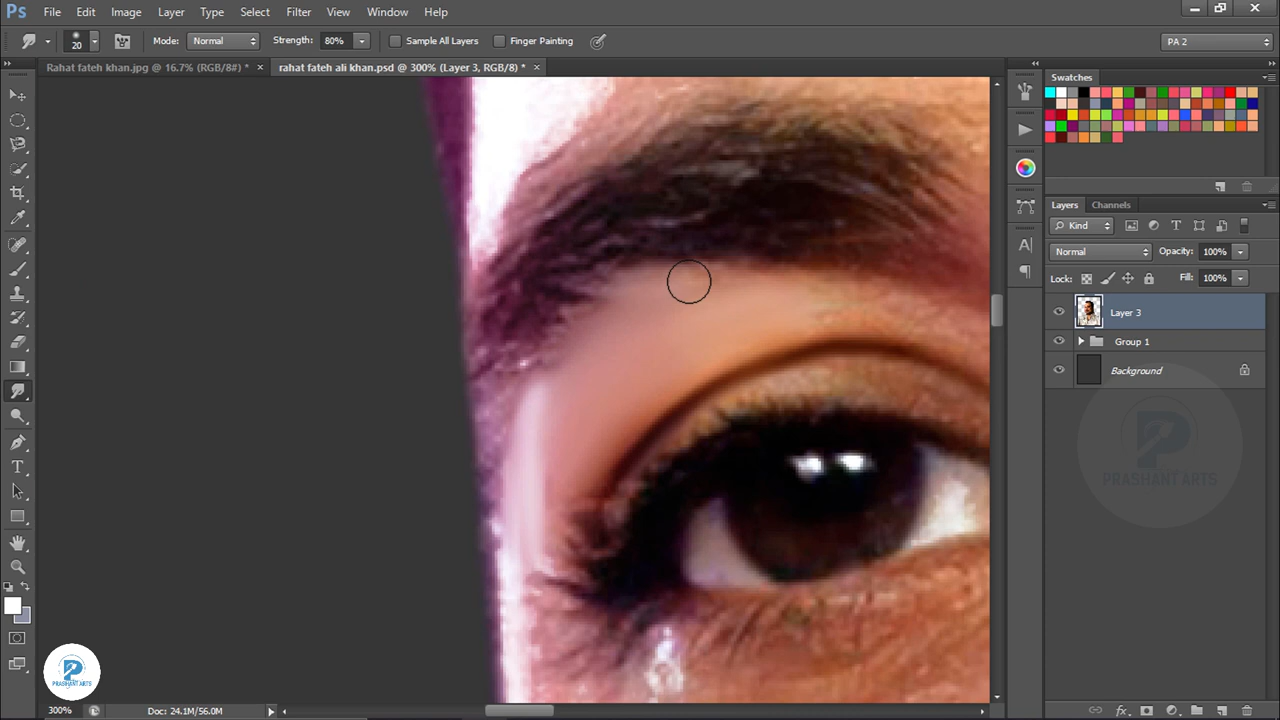 Ps File Edit Image Layer Type Select Filter View Window Help
20 Mode: Normal Strength: 80% Sample All Layers Finger Painting PA 2
Rahat fateh khan.jpg @ 16.7% (RGB/8#) * × rahat fateh ali khan.psd @ 300% (Layer 3, RGB/8) * ×
Swatches
Layers Channels
Kind
Normal Opacity: 100%
Lock: Fill: 100%
Layer 3
Group 1
Background
PRASHANT ARTS
PRASHANT ARTS
300% Doc: 24.1M/56.0M